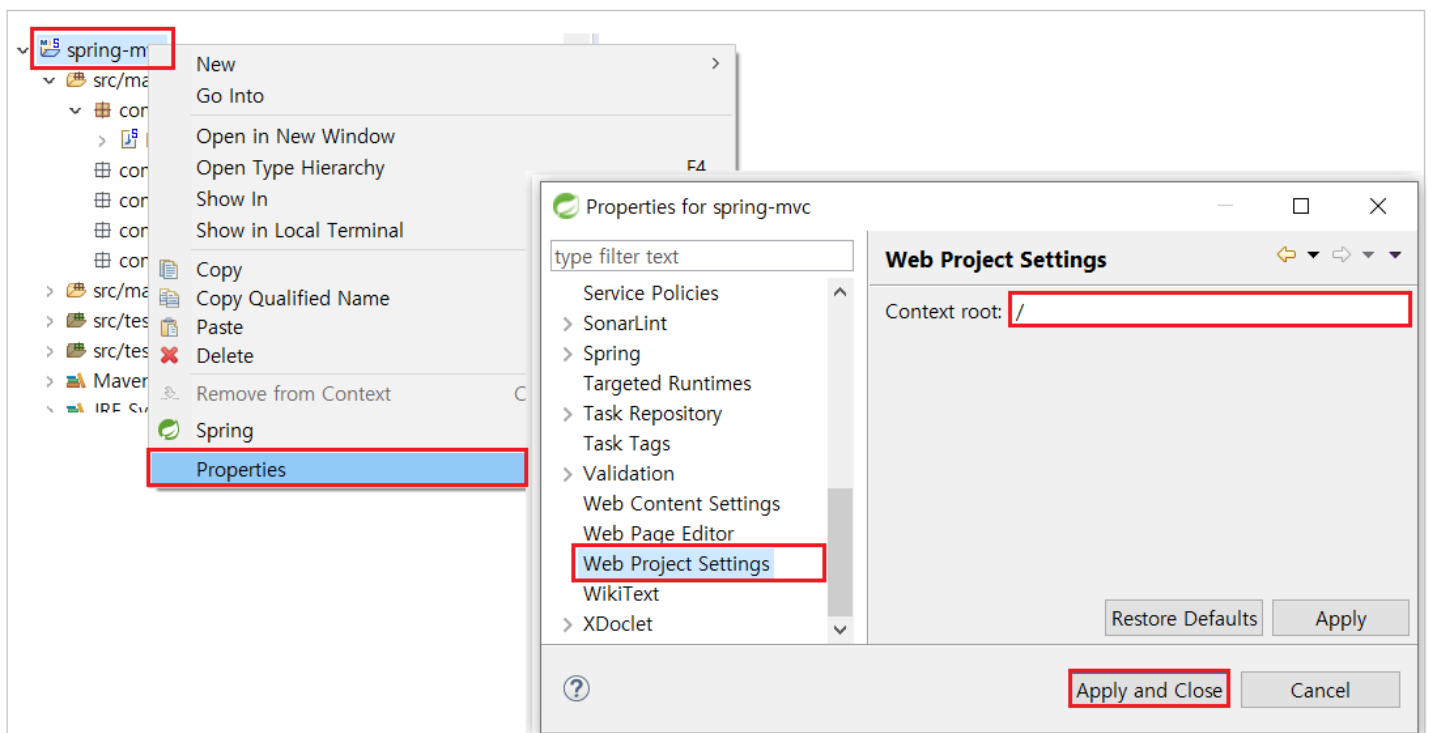 spring-m
src/ma
con
New
Go Into
Open in New Window
Open Type Hierarchy F4
Show In
Show in Local Terminal
Copy
Copy Qualified Name
Paste
Delete
Remove from Context C
Spring
Properties
con
con
con
con
src/ma
src/tes
src/tes
Maven
JRE Sy
Properties for spring-mvc
type filter text
Service Policies
SonarLint
Spring
Targeted Runtimes
Task Repository
Task Tags
Validation
Web Content Settings
Web Page Editor
Web Project Settings
WikiText
XDoclet
Web Project Settings
Context root: /
Restore Defaults Apply
Apply and Close Cancel